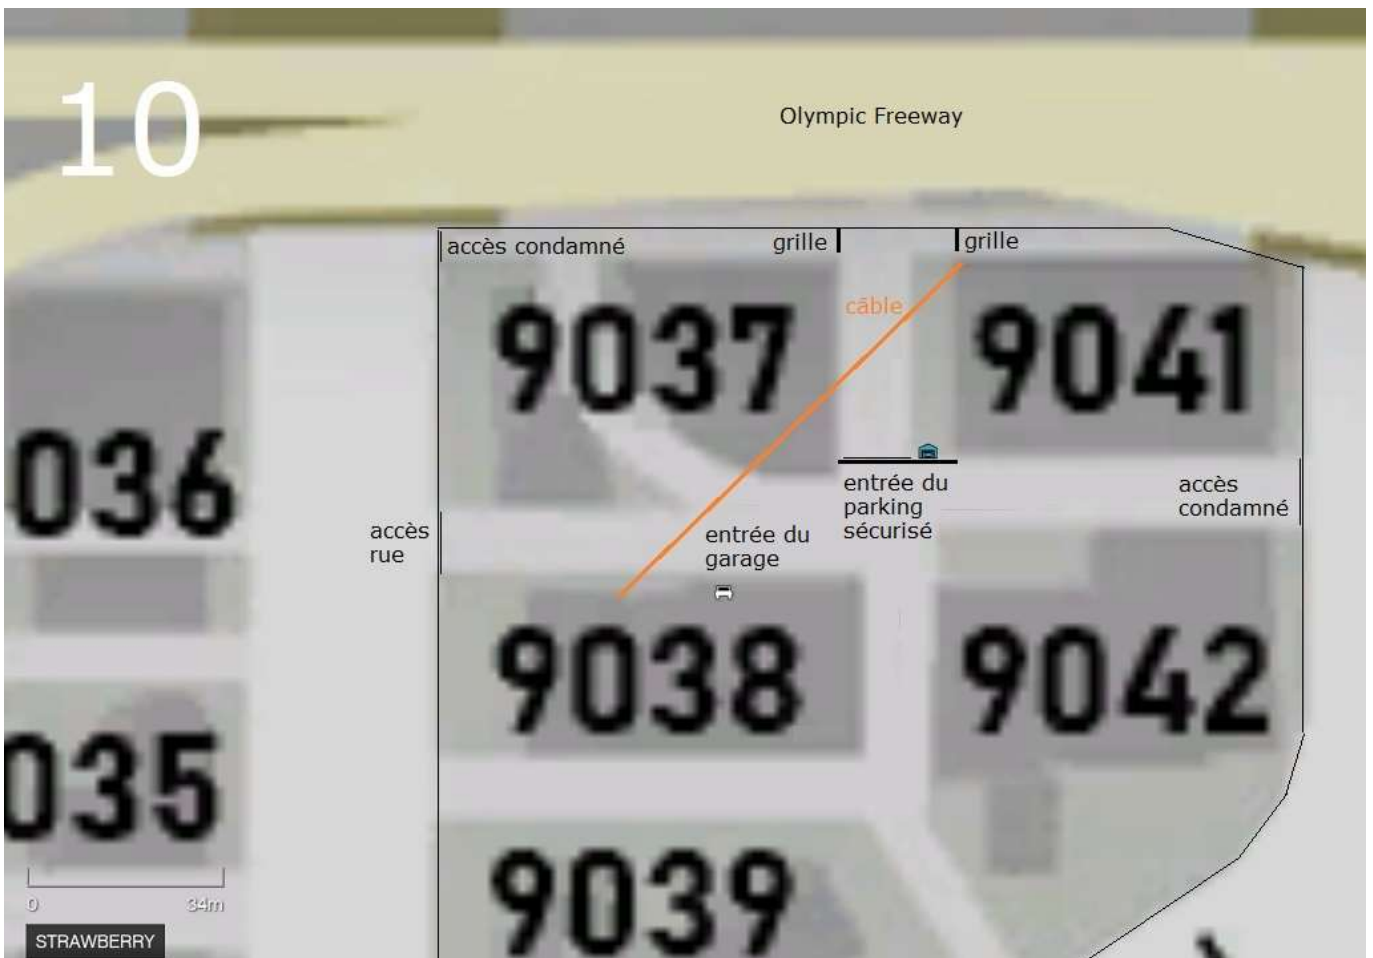 Olympic Freeway
10
accès condamné
grille
grille
câble
9037
9041
036
entrée du
parking
sécurisé
accès
condamné
accès
rue
entrée du
garage
9038
9042
035
9039
0
34m
STRAWBERRY